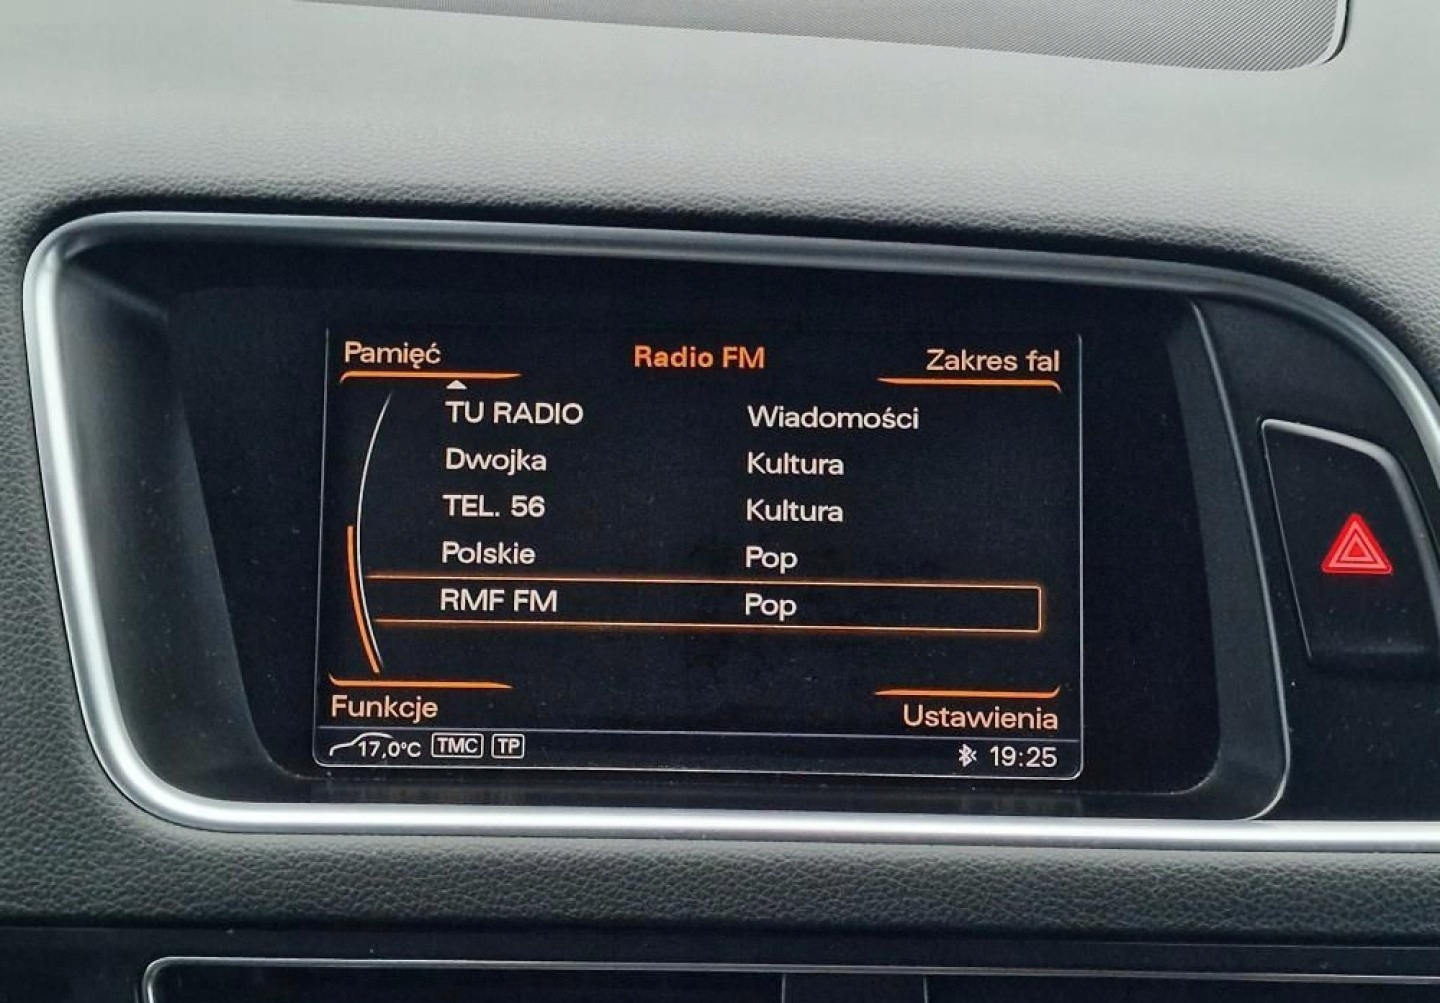 Pamięć Radio FM Zakres fal
TU RADIO Wiadomości
Dwojka Kultura
TEL. 56 Kultura
Polskie Pop
RMF FM Pop
Funkcje Ustawienia
17,0°C TMC TP 19:25